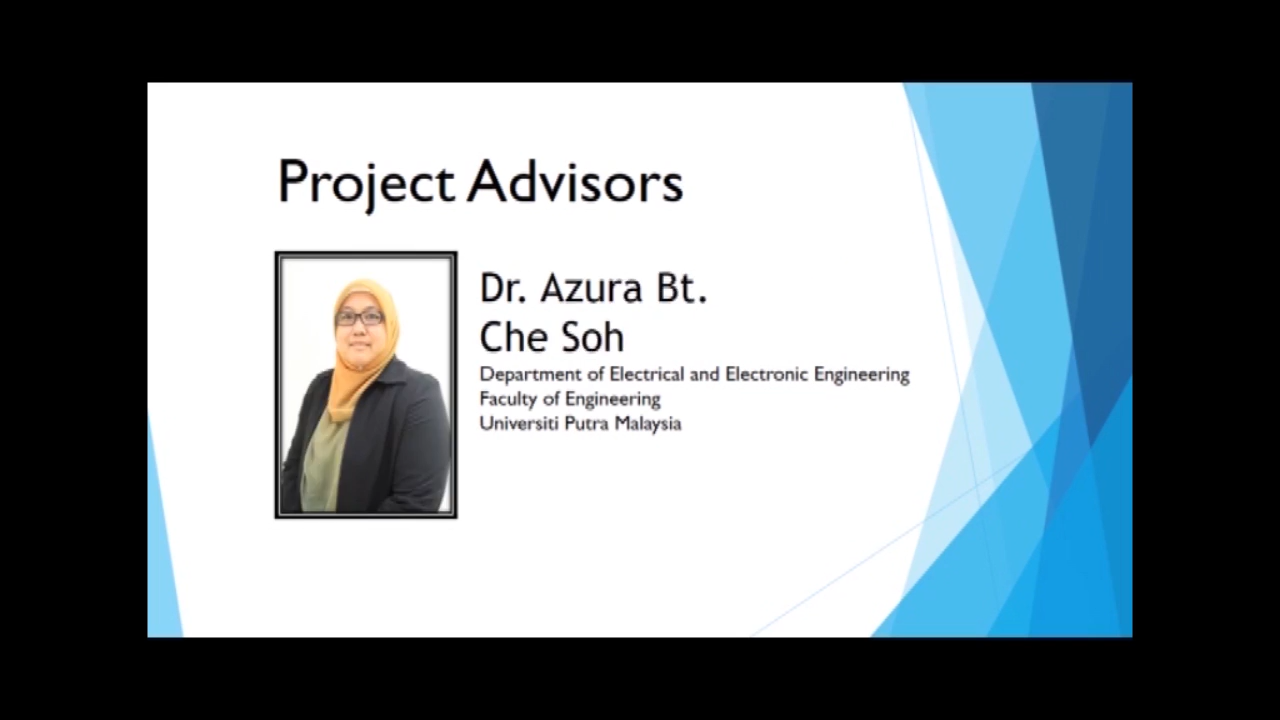 Project Advisors
Dr. Azura Bt.
Che Soh
Department of Electrical and Electronic Engineering
Faculty of Engineering
Universiti Putra Malaysia